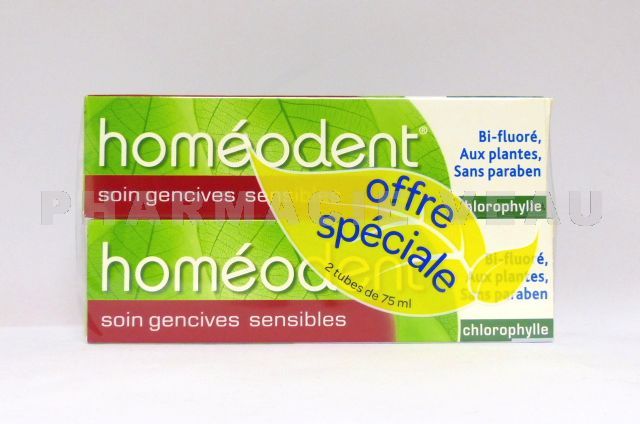 homéodent®
soin gencives sensibles
Bi-fluoré,
Aux plantes,
Sans paraben
chlorophylle
offre
spéciale
2 tubes de 75 ml
homéodent
soin gencives sensibles
Bi-fluoré,
Aux plantes,
Sans paraben
chlorophylle